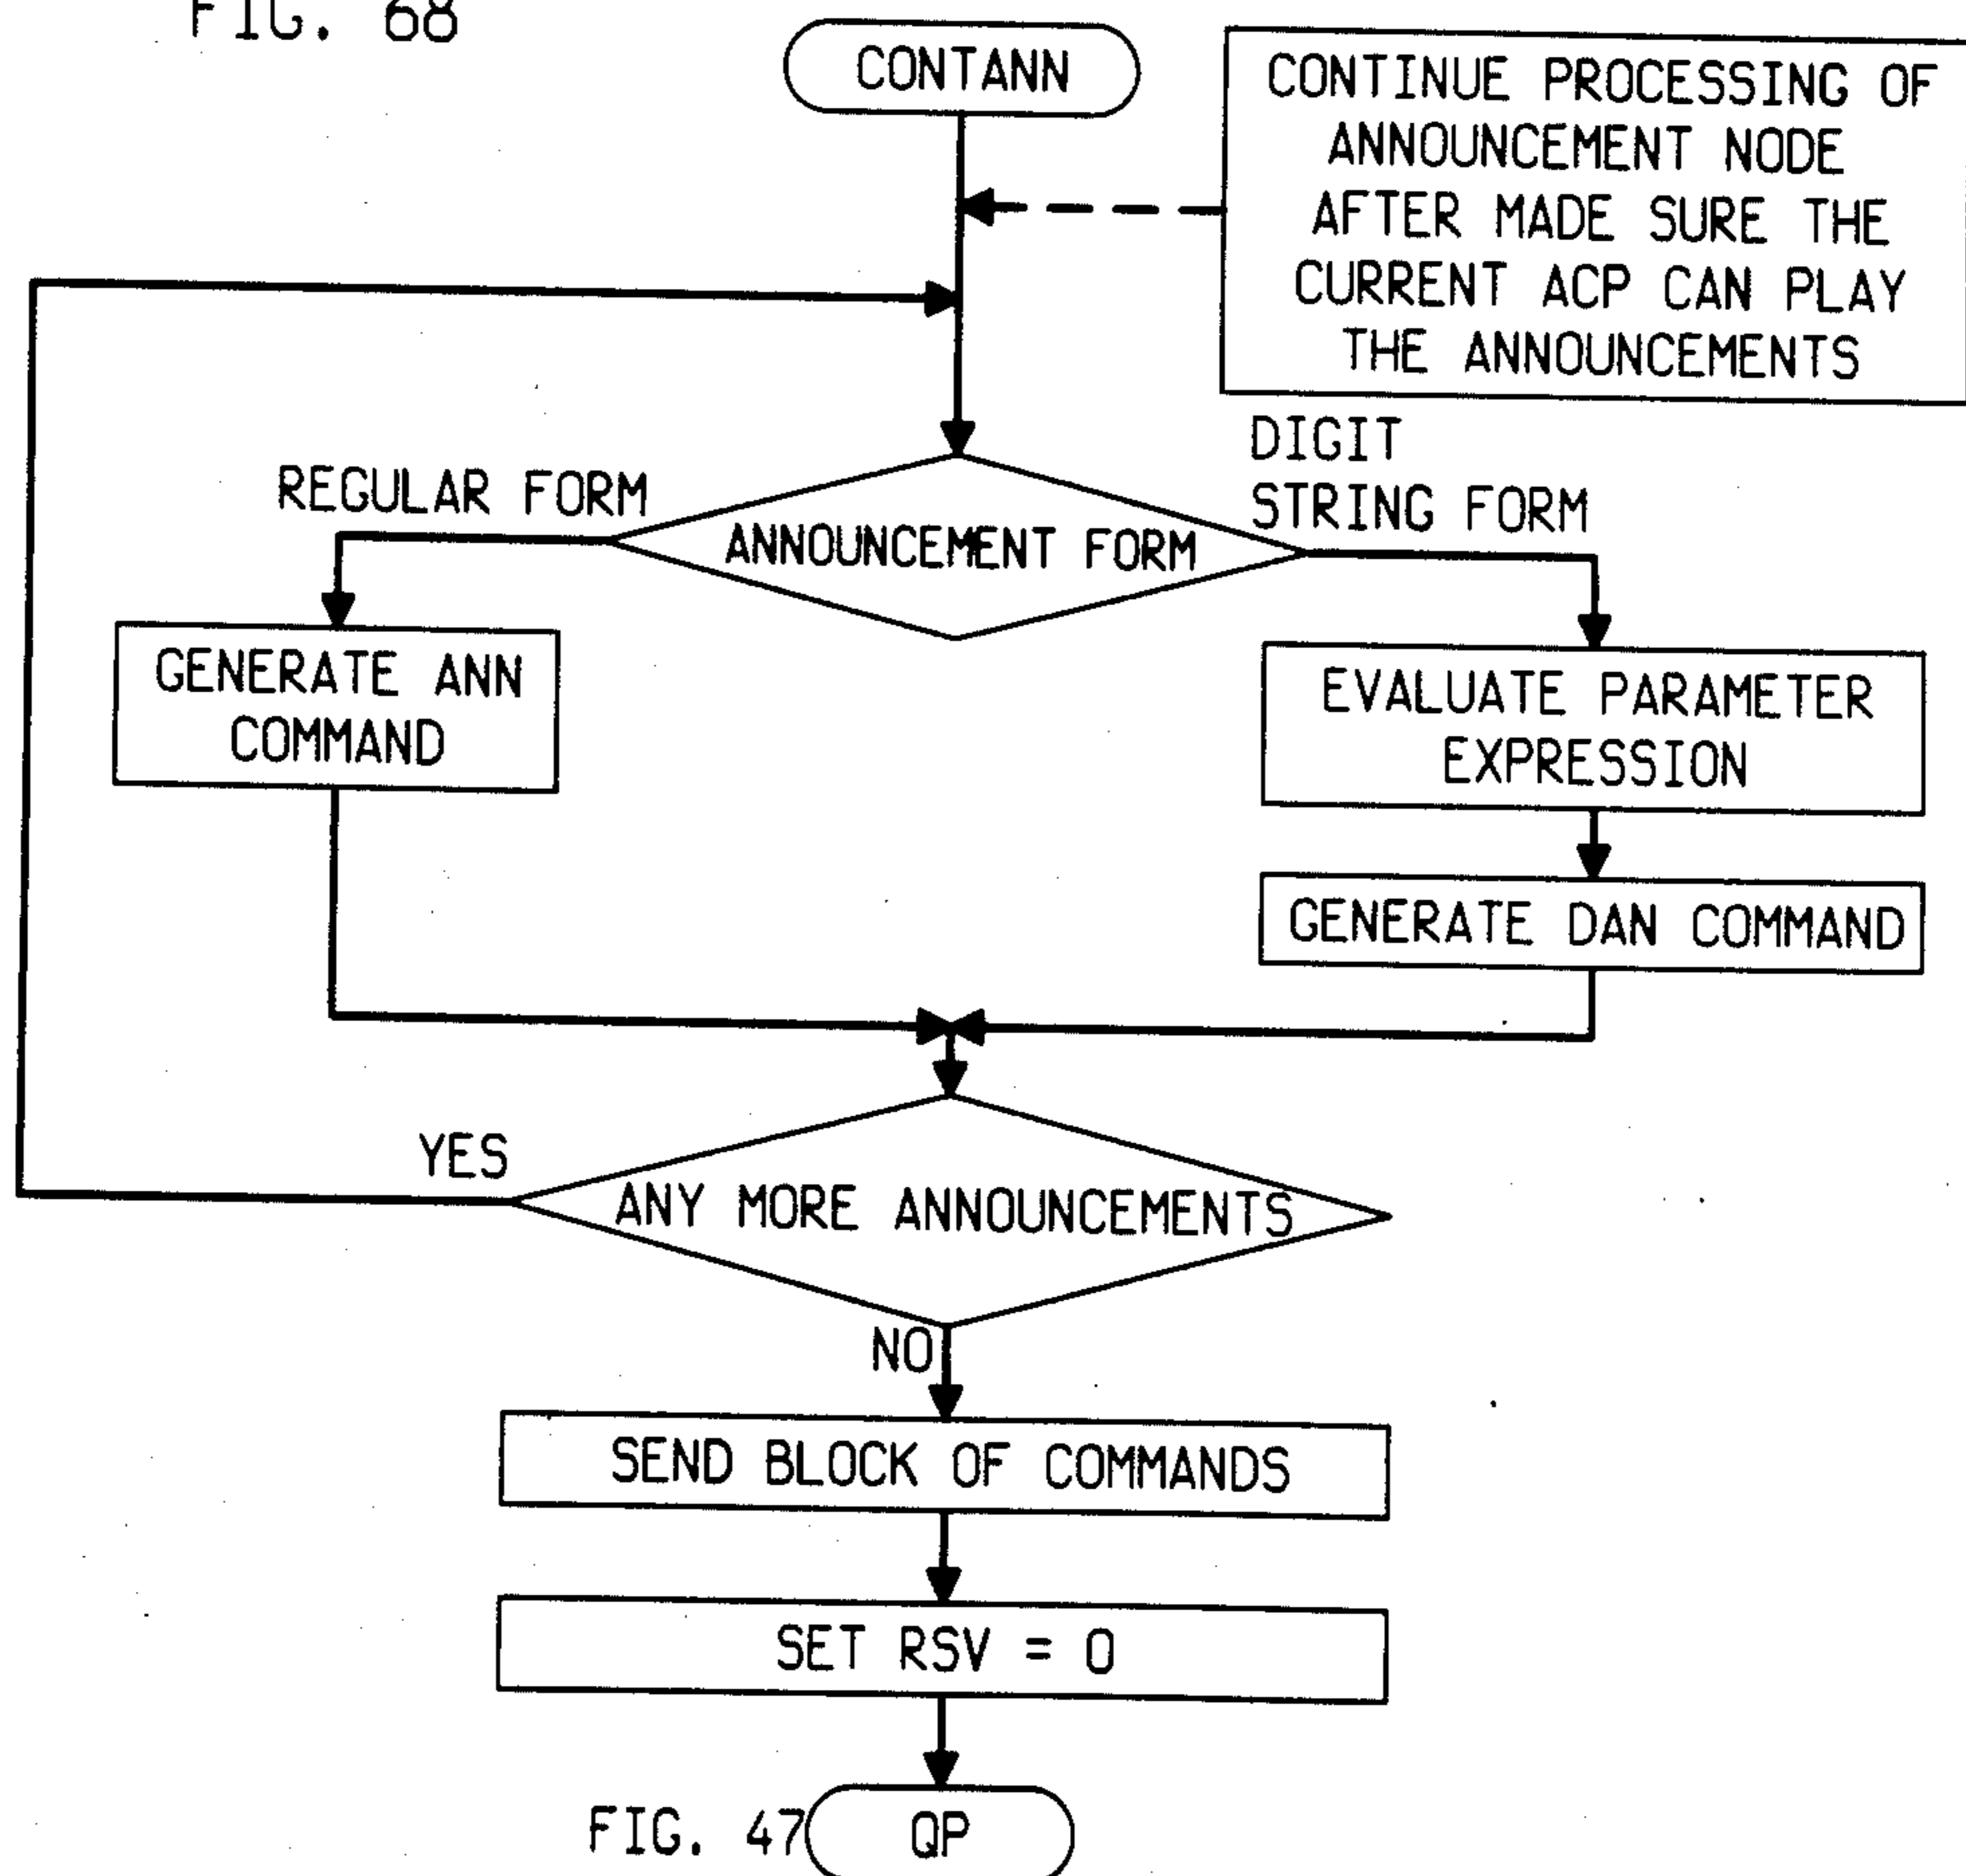 FIG. 68
CONTANN
CONTINUE PROCESSING OF
ANNOUNCEMENT NODE
AFTER MADE SURE THE
CURRENT ACP CAN PLAY
THE ANNOUNCEMENTS
DIGIT
STRING FORM
REGULAR FORM
ANNOUNCEMENT FORM
GENERATE ANN
COMMAND
EVALUATE PARAMETER
EXPRESSION
GENERATE DAN COMMAND
YES
ANY MORE ANNOUNCEMENTS
NO
SEND BLOCK OF COMMANDS
SET RSV = 0
FIG. 47
QP